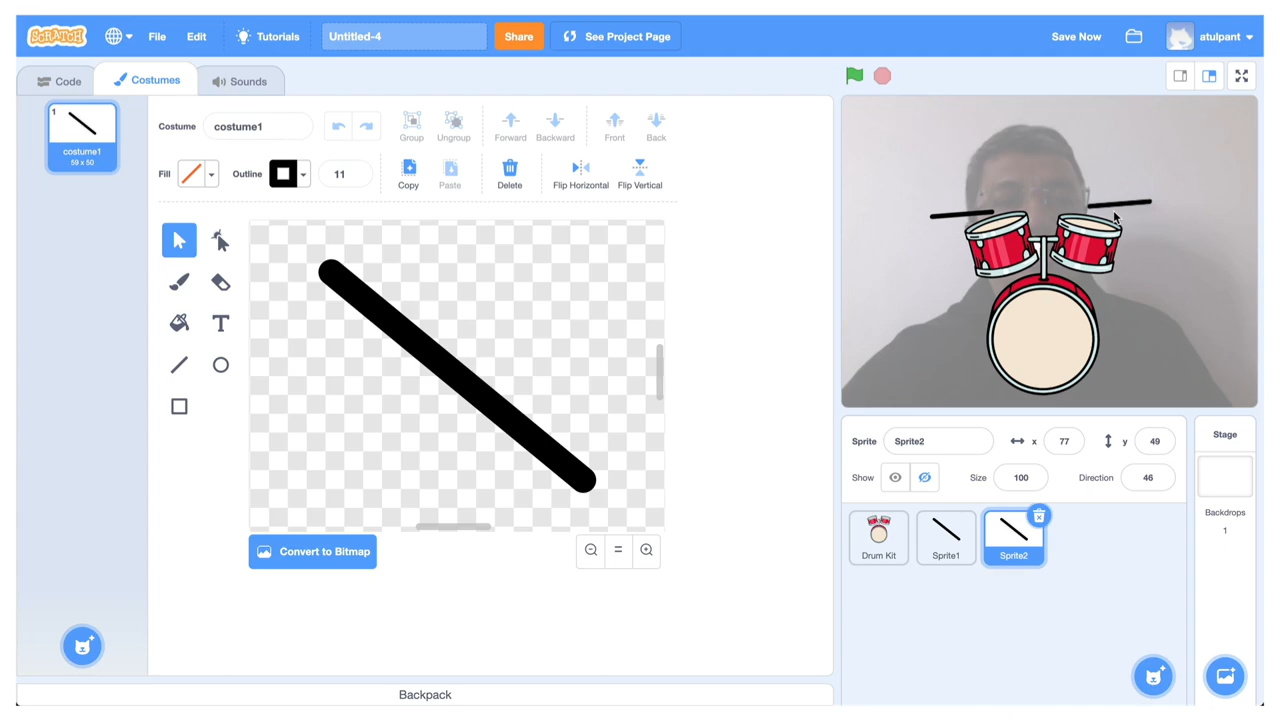 SCRATCH
File
Edit
Tutorials
Untitled-4
Share
See Project Page
Save Now
atulpant
Code
Costumes
Sounds
1
costume1
59 x 50
Costume
costume1
Group
Ungroup
Forward
Backward
Front
Back
Fill
Outline
11
Copy
Paste
Delete
Flip Horizontal
Flip Vertical
Convert to Bitmap
Backpack
Sprite
Sprite2
x
77
y
49
Show
Size
100
Direction
46
Drum Kit
Sprite1
Sprite2
Stage
Backdrops
1